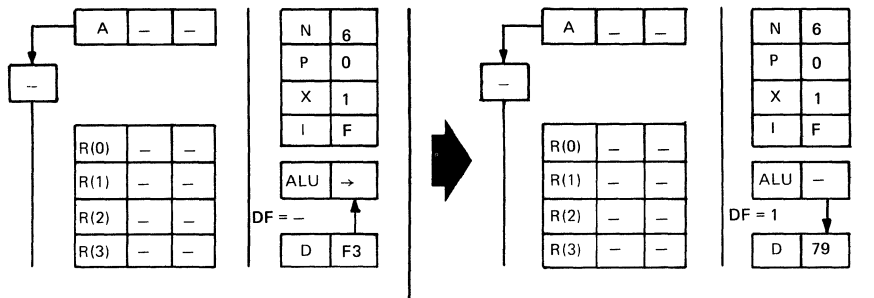 A – –
–
R(0) – –
R(1) – –
R(2) – –
R(3) – –
N 6
P 0
X 1
I F
ALU →
DF = –
D F3
A – –
–
R(0) – –
R(1) – –
R(2) – –
R(3) – –
N 6
P 0
X 1
I F
ALU –
DF = 1
D 79